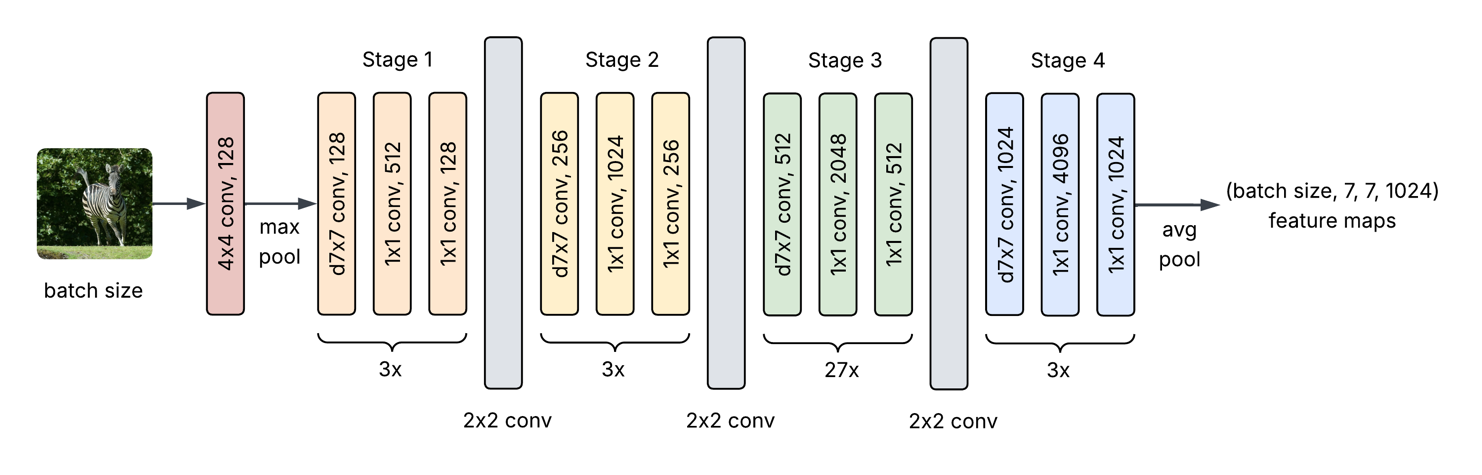 Stage 1
Stage 2
Stage 3
Stage 4
batch size
4x4 conv, 128
max
pool
d7x7 conv, 128
1x1 conv, 512
1x1 conv, 128
3x
2x2 conv
d7x7 conv, 256
1x1 conv, 1024
1x1 conv, 256
3x
2x2 conv
d7x7 conv, 512
1x1 conv, 2048
1x1 conv, 512
27x
2x2 conv
d7x7 conv, 1024
1x1 conv, 4096
1x1 conv, 1024
3x
avg
pool
(batch size, 7, 7, 1024)
feature maps